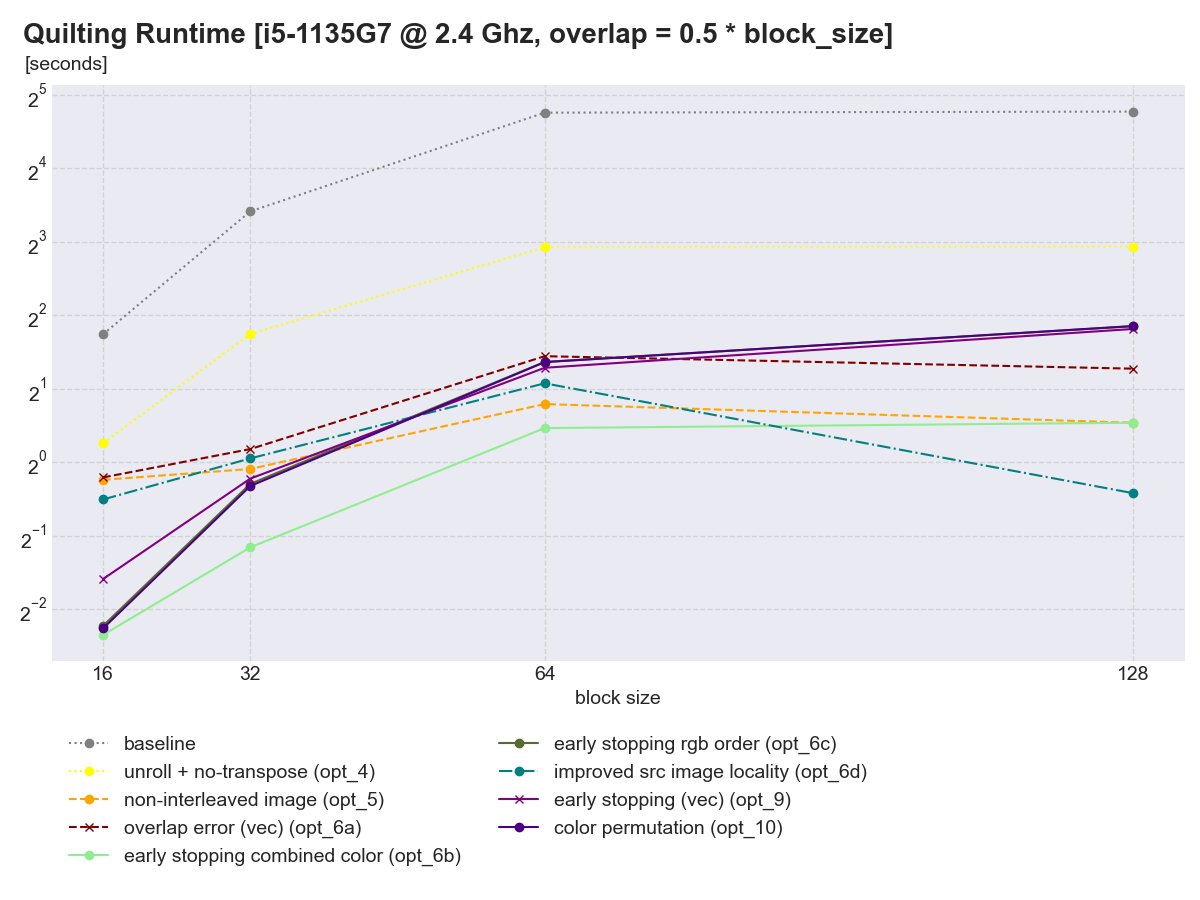 Quilting Runtime [i5-1135G7 @ 2.4 Ghz, overlap = 0.5 * block_size]
[seconds]
2^5
2^4
2^3
2^2
2^1
2^0
2^−1
2^−2
16 32 64 128
block size
baseline
unroll + no-transpose (opt_4)
non-interleaved image (opt_5)
overlap error (vec) (opt_6a)
early stopping combined color (opt_6b)
early stopping rgb order (opt_6c)
improved src image locality (opt_6d)
early stopping (vec) (opt_9)
color permutation (opt_10)